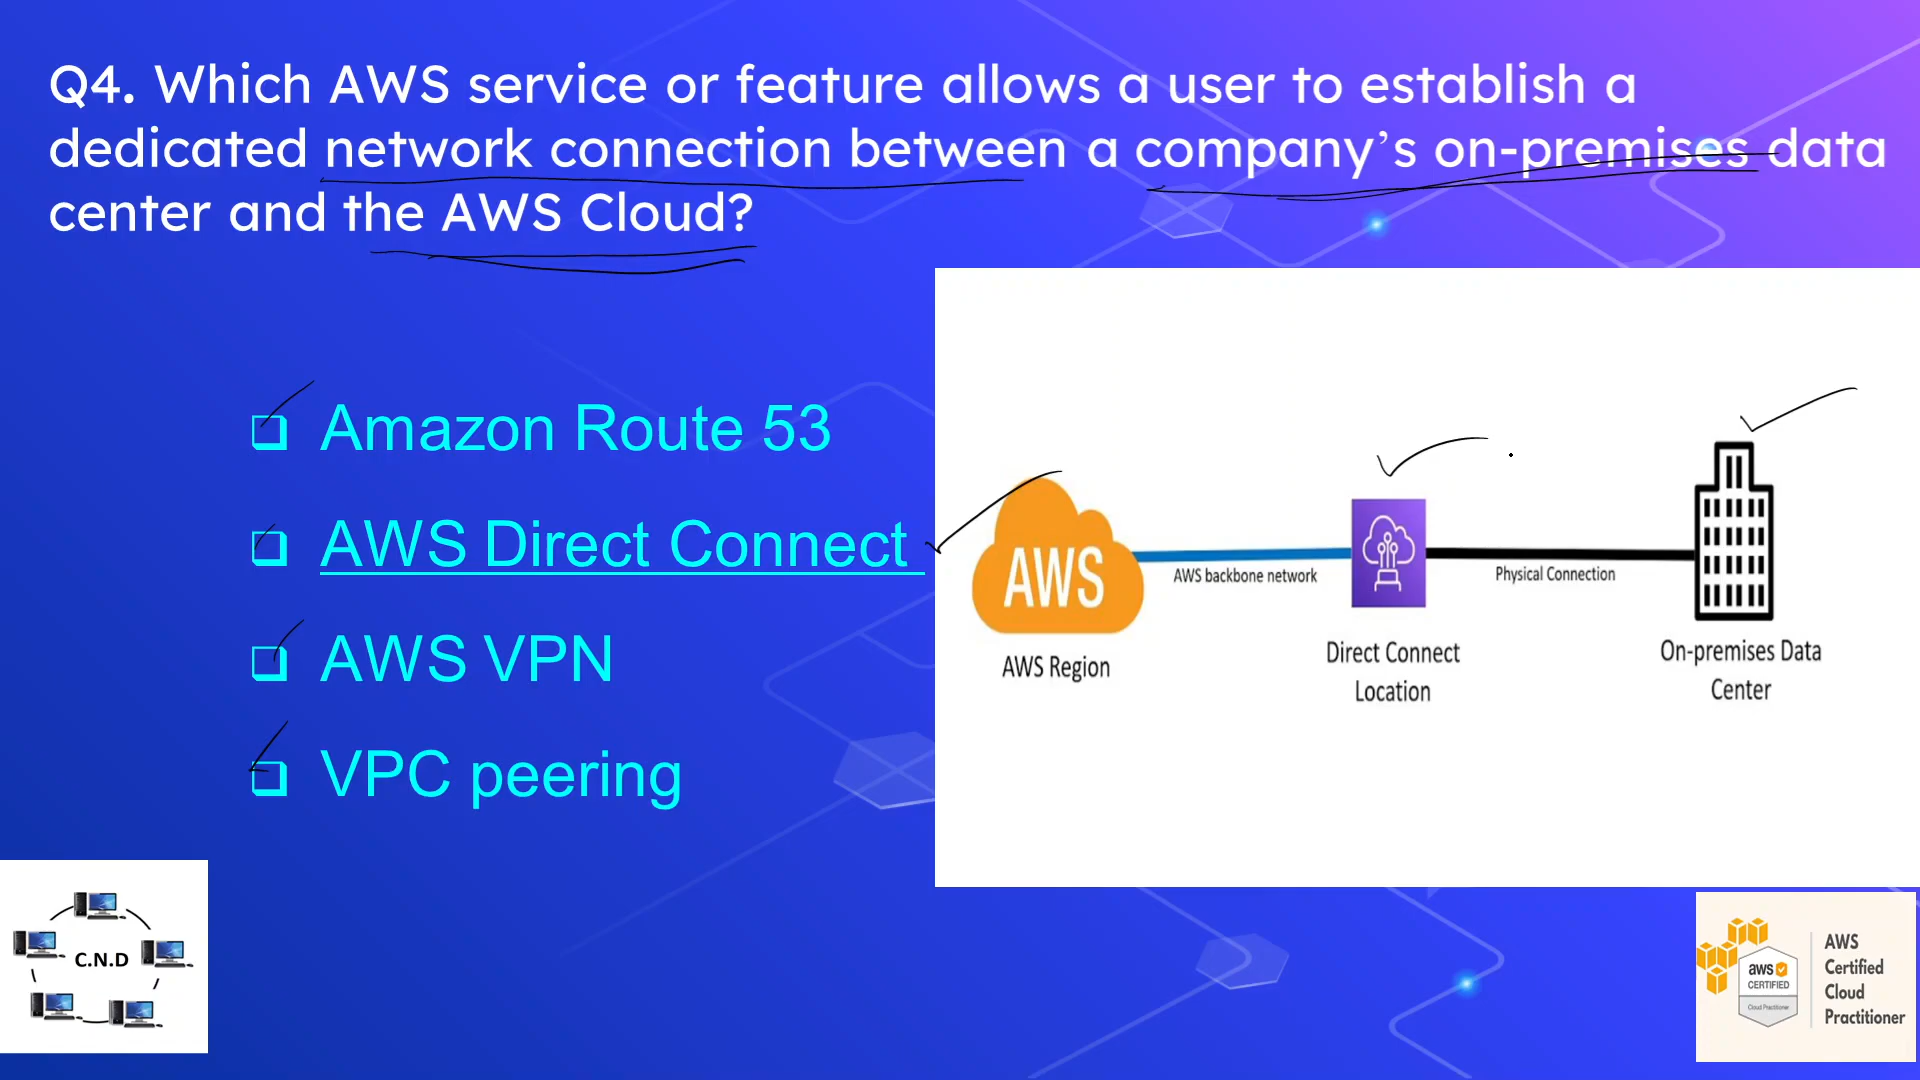 Q4. Which AWS service or feature allows a user to establish a
dedicated network connection between a company’s on-premises data
center and the AWS Cloud?
Amazon Route 53
AWS Direct Connect
AWS VPN
VPC peering
AWS
AWS backbone network
Physical Connection
AWS Region
Direct Connect
Location
On-premises Data
Center
C.N.D
aws
CERTIFIED
Cloud Practitioner
AWS
Certified
Cloud
Practitioner